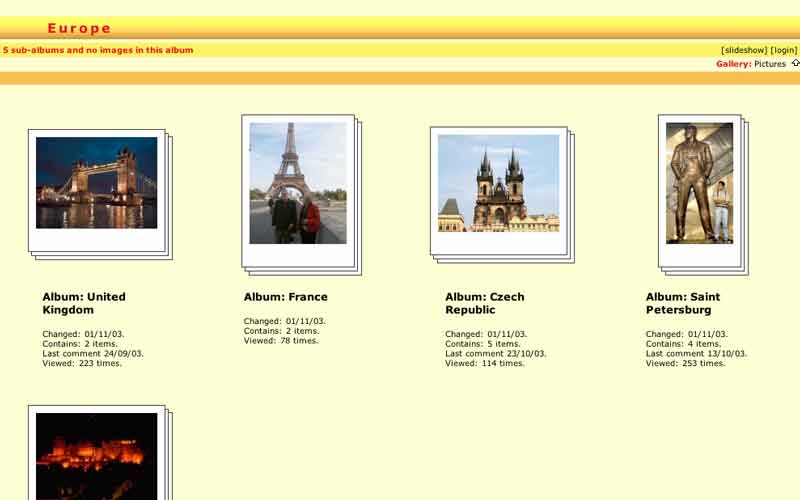 Europe
5 sub-albums and no images in this album
[slideshow] [login]
Gallery: Pictures
Album: United
Kingdom
Changed: 01/11/03.
Contains: 2 items.
Last comment 24/09/03.
Viewed: 223 times.
Album: France
Changed: 01/11/03.
Contains: 2 items.
Viewed: 78 times.
Album: Czech
Republic
Changed: 01/11/03.
Contains: 5 items.
Last comment 23/10/03.
Viewed: 114 times.
Album: Saint
Petersburg
Changed: 01/11/03.
Contains: 4 items.
Last comment 13/10/03.
Viewed: 253 times.